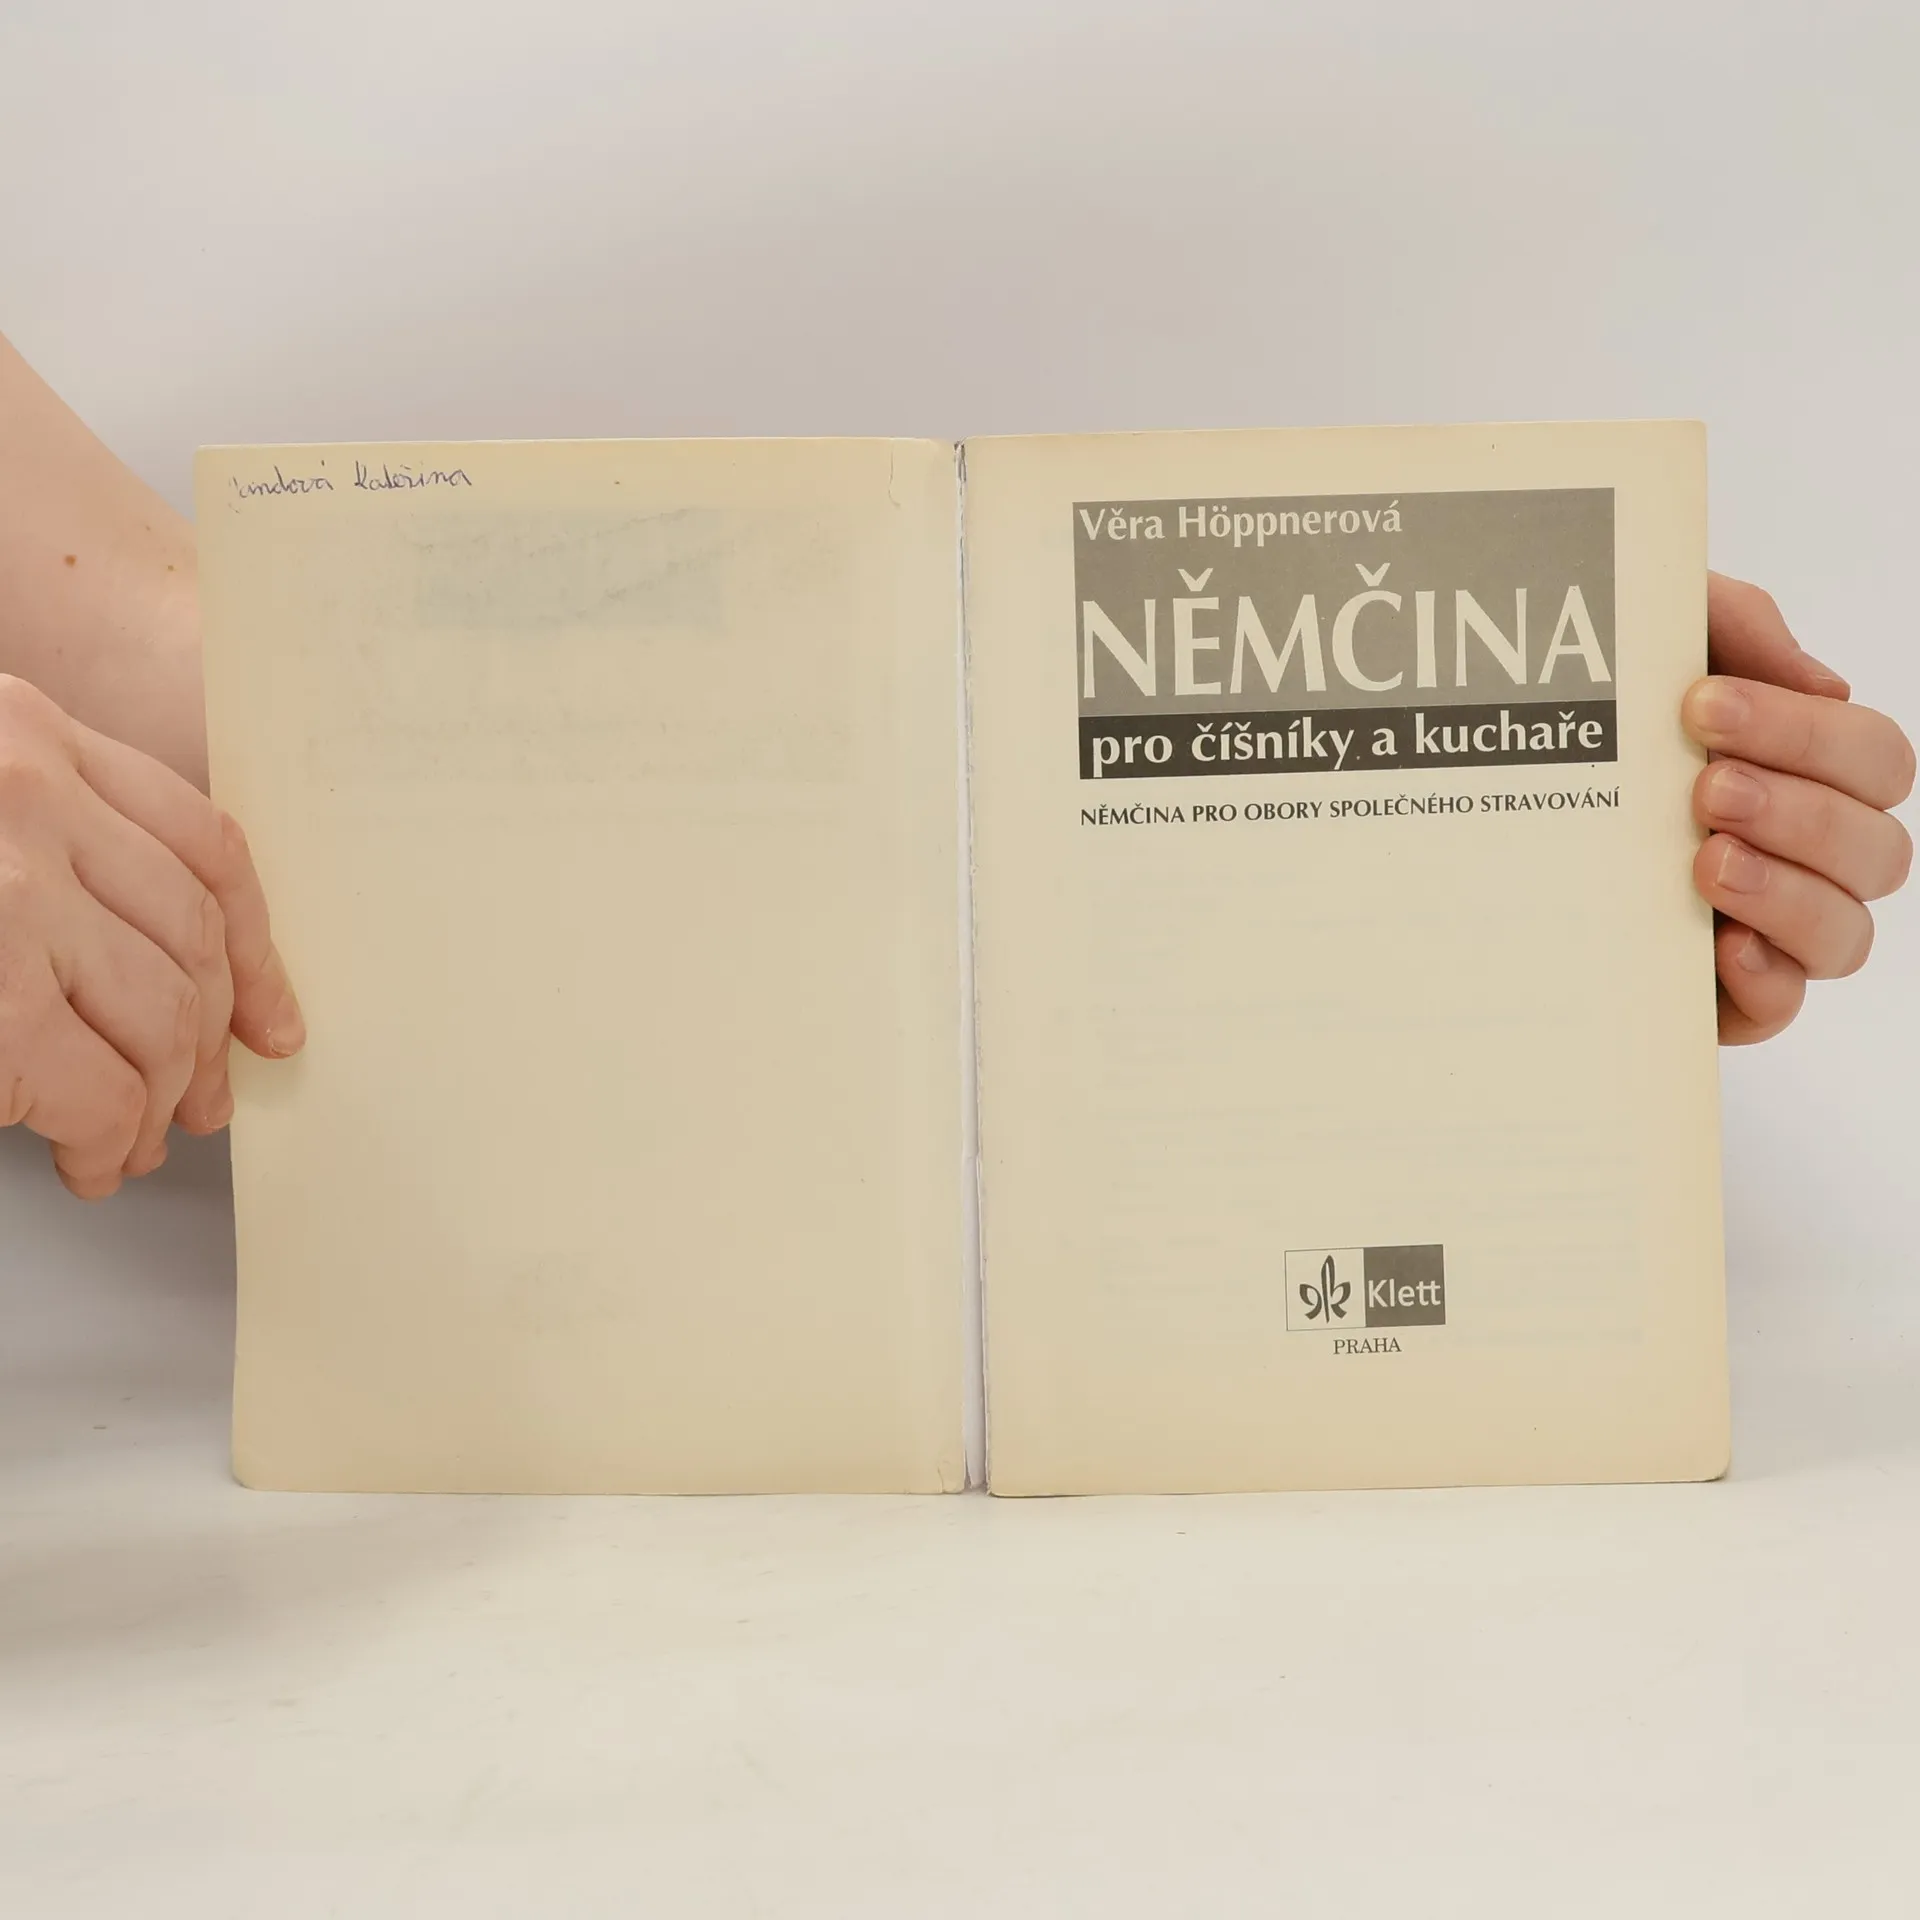 Kateřina
Věra Höppnerová
NĚMČINA
pro číšníky a kuchaře
NĚMČINA PRO OBORY SPOLEČNÉHO STRAVOVÁNÍ
Klett
PRAHA